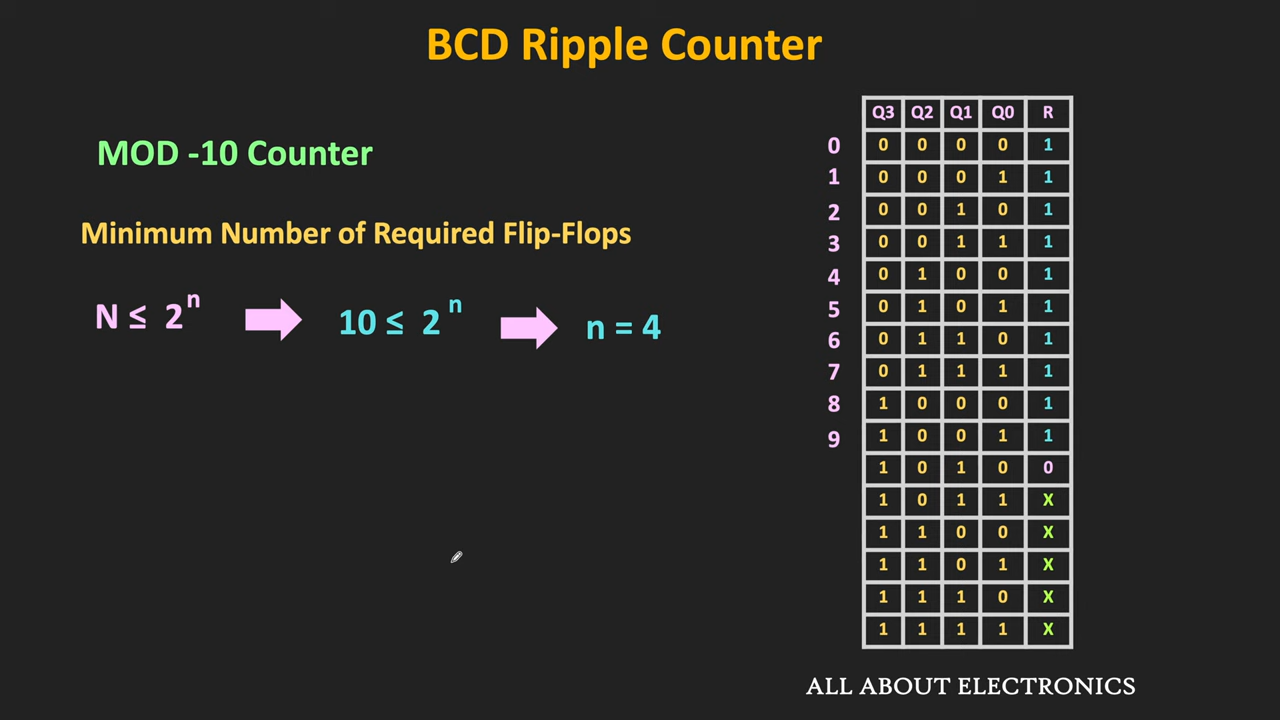 BCD Ripple Counter
MOD -10 Counter
Minimum Number of Required Flip-Flops
N ≤ 2^n 10 ≤ 2^n n = 4
Q3 Q2 Q1 Q0 R
0 0 0 0 0 1
1 0 0 0 1 1
2 0 0 1 0 1
3 0 0 1 1 1
4 0 1 0 0 1
5 0 1 0 1 1
6 0 1 1 0 1
7 0 1 1 1 1
8 1 0 0 0 1
9 1 0 0 1 1
1 0 1 0 0
1 0 1 1 X
1 1 0 0 X
1 1 0 1 X
1 1 1 0 X
1 1 1 1 X
ALL ABOUT ELECTRONICS